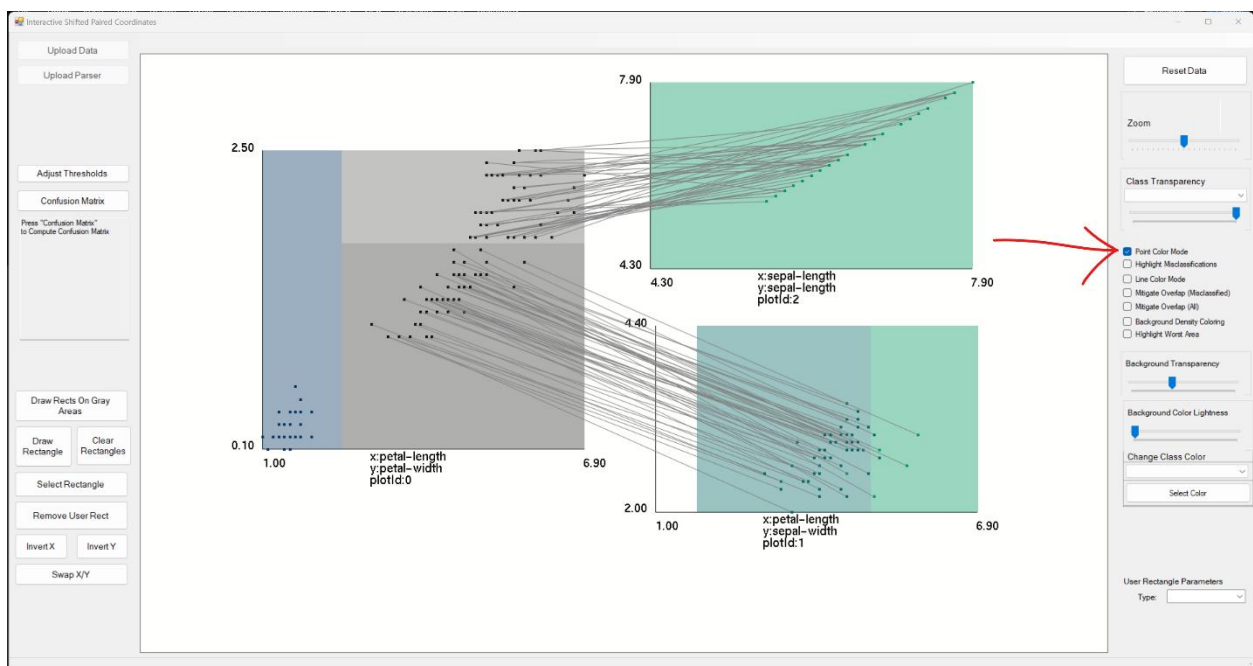 Interactive Shifted Paired Coordinates
Upload Data
Upload Parser
Adjust Thresholds
Confusion Matrix
Press "Confusion Matrix"
to Compute Confusion Matrix
Draw Rects On Gray
Areas
Draw
Rectangle
Clear
Rectangles
Select Rectangle
Remove User Rect
Invert X
Invert Y
Swap X/Y
2.50
0.10
1.00
6.90
x:petal-length
y:petal-width
plotId:0
7.90
4.30
4.30
7.90
x:sepal-length
y:sepal-length
plotId:2
4.40
2.00
1.00
6.90
x:petal-length
y:sepal-width
plotId:1
Reset Data
Zoom
Class Transparency
Point Color Mode
Highlight Misclassifications
Line Color Mode
Mitigate Overlap (Misclassified)
Mitigate Overlap (All)
Background Density Coloring
Highlight Worst Area
Background Transparency
Background Color Lightness
Change Class Color
Select Color
User Rectangle Parameters
Type: